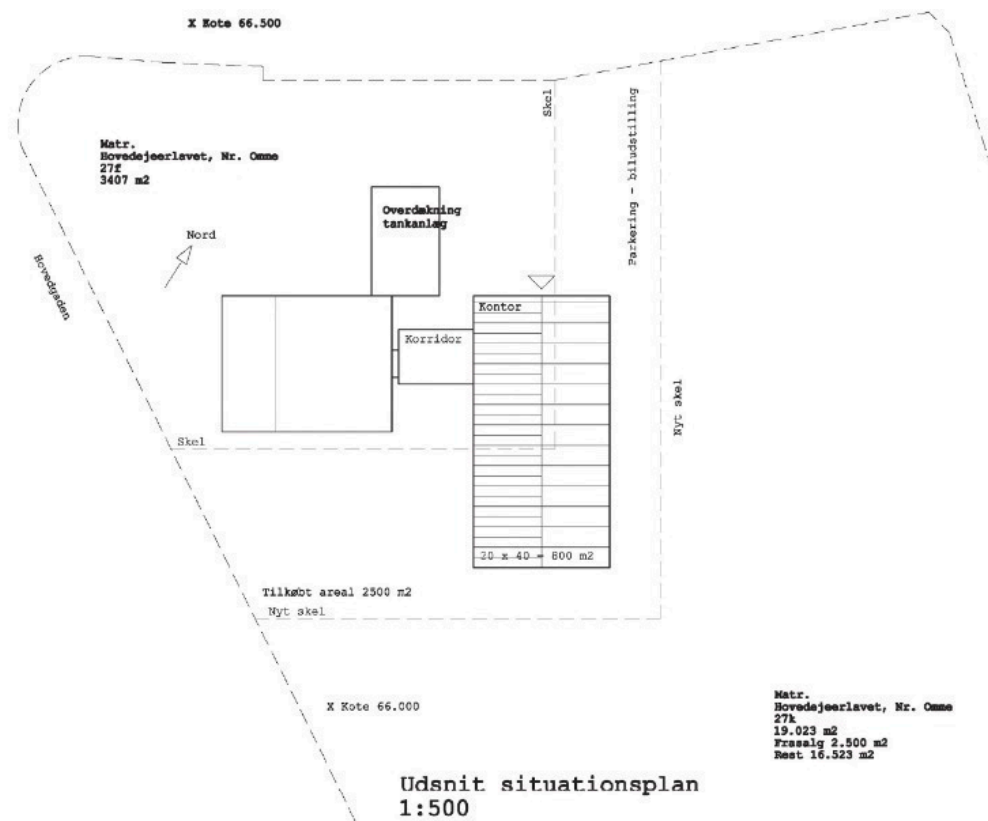 X Kote 66.500
Skel
Parkering - biludstilling
Matr.
Hovedejeerlavet, Nr. Omme
27f
3407 m2
Overdækning
tankanlæg
Nord
Hovedgaden
Kontor
Korridor
Nyt skel
Skel
20 x 40 = 800 m2
Tilkøbt areal 2500 m2
Nyt skel
X Kote 66.000
Matr.
Hovedejeerlavet, Nr. Omme
27k
19.023 m2
Frasalg 2.500 m2
Rest 16.523 m2
Udsnit situationsplan
1:500